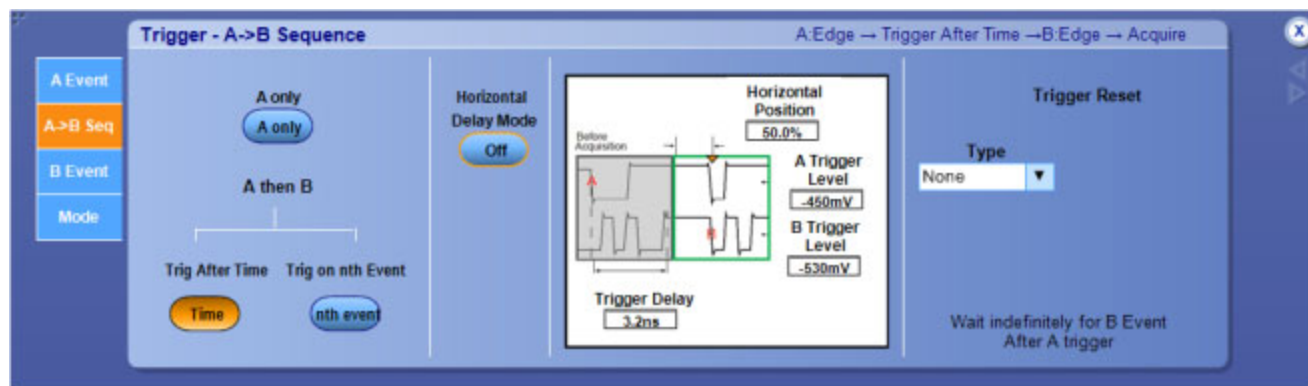 Trigger - A->B Sequence
A:Edge → Trigger After Time →B:Edge → Acquire
X
A Event
A->B Seq
B Event
Mode
A only
A only
A then B
Trig After Time
Trig on nth Event
Time
nth event
Horizontal
Delay Mode
Off
Before
Acquisition
A
B
Horizontal
Position
50.0%
A Trigger
Level
-450mV
B Trigger
Level
-530mV
Trigger Delay
3.2ns
Trigger Reset
Type
None
Wait indefinitely for B Event
After A trigger